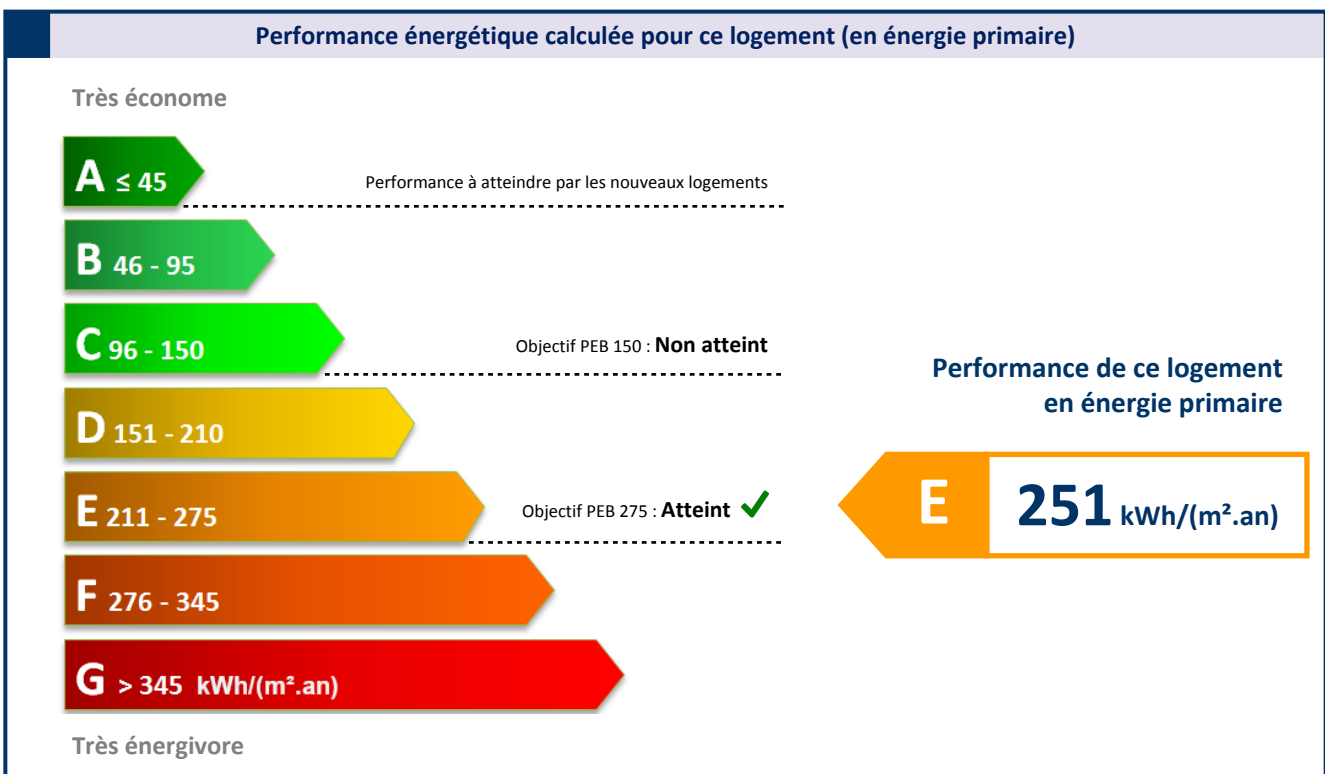 Performance énergétique calculée pour ce logement (en énergie primaire)
Très économe
A ≤ 45
Performance à atteindre par les nouveaux logements
B 46 - 95
C 96 - 150
Objectif PEB 150 : Non atteint
Performance de ce logement
en énergie primaire
D 151 - 210
E 211 - 275
Objectif PEB 275 : Atteint ✓
E 251 kWh/(m².an)
F 276 - 345
G > 345 kWh/(m².an)
Très énergivore